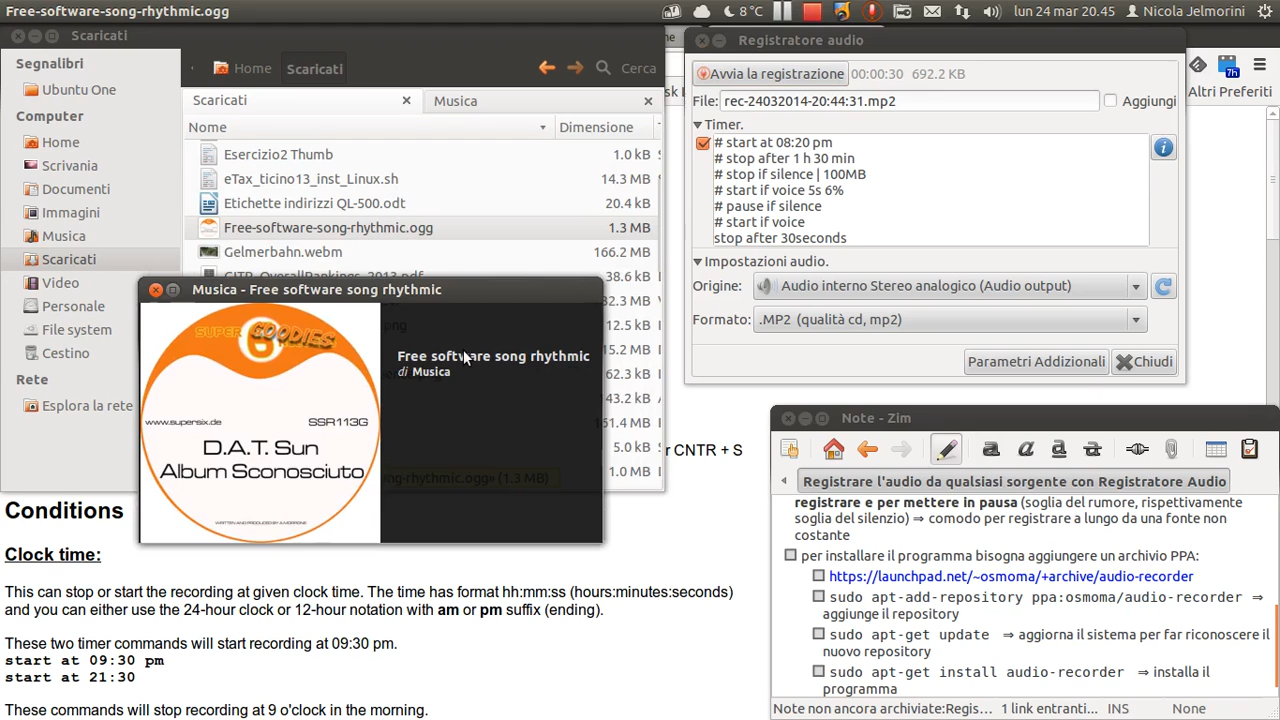 Free-software-song-rhythmic.ogg
8°C
lun 24 mar 20.45
Nicola Jelmorini
Scaricati
Segnalibri
Ubuntu One
Computer
Home
Scrivania
Documenti
Immagini
Musica
Scaricati
Video
Personale
File system
Cestino
Rete
Esplora la rete
Home
Scaricati
Cerca
Scaricati
Musica
Nome
Dimensione
Esercizio2 Thumb
1.0 kB
eTax_ticino13_inst_Linux.sh
14.3 MB
Etichette indirizzi QL-500.odt
20.4 kB
Free-software-song-rhythmic.ogg
1.3 MB
Gelmerbahn.webm
166.2 MB
38.6 kB
12.5 kB
143.2 kB
5.0 kB
1.0 MB
ng-rhythmic.ogg» (1.3 MB)
Musica - Free software song rhythmic
SUPER 6 GOODIES
www.supersix.de
SSR113G
D.A.T. Sun
Album Sconosciuto
Free software song rhythmic
di Musica
Registratore audio
Avvia la registrazione
00:00:30
692.2 KB
File:
rec-24032014-20:44:31.mp2
Aggiungi
Timer.
# start at 08:20 pm
# stop after 1 h 30 min
# stop if silence | 100MB
# start if voice 5s 6%
# pause if silence
# start if voice
stop after 30seconds
Impostazioni audio.
Origine:
Audio interno Stereo analogico (Audio output)
Formato:
.MP2 (qualità cd, mp2)
Parametri Addizionali
Chiudi
7h
Altri Preferiti
r CNTR + S
Conditions
Clock time:
This can stop or start the recording at given clock time. The time has format hh:mm:ss (hours:minutes:seconds)
and you can either use the 24-hour clock or 12-hour notation with am or pm suffix (ending).
These two timer commands will start recording at 09:30 pm.
start at 09:30 pm
start at 21:30
These commands will stop recording at 9 o'clock in the morning.
Note - Zim
Registrare l'audio da qualsiasi sorgente con Registratore Audio
registrare e per mettere in pausa (soglia del rumore, rispettivamente
soglia del silenzio) ⇒ comodo per registrare a lungo da una fonte non
costante
per installare il programma bisogna aggiungere un archivio PPA:
https://launchpad.net/~osmoma/+archive/audio-recorder
sudo apt-add-repository ppa:osmoma/audio-recorder ⇒
aggiunge il repository
sudo apt-get update ⇒ aggiorna il sistema per far riconoscere il
nuovo repository
sudo apt-get install audio-recorder ⇒ installa il
programma
Note non ancora archiviate:Regis...
1 link entranti...
INS
None